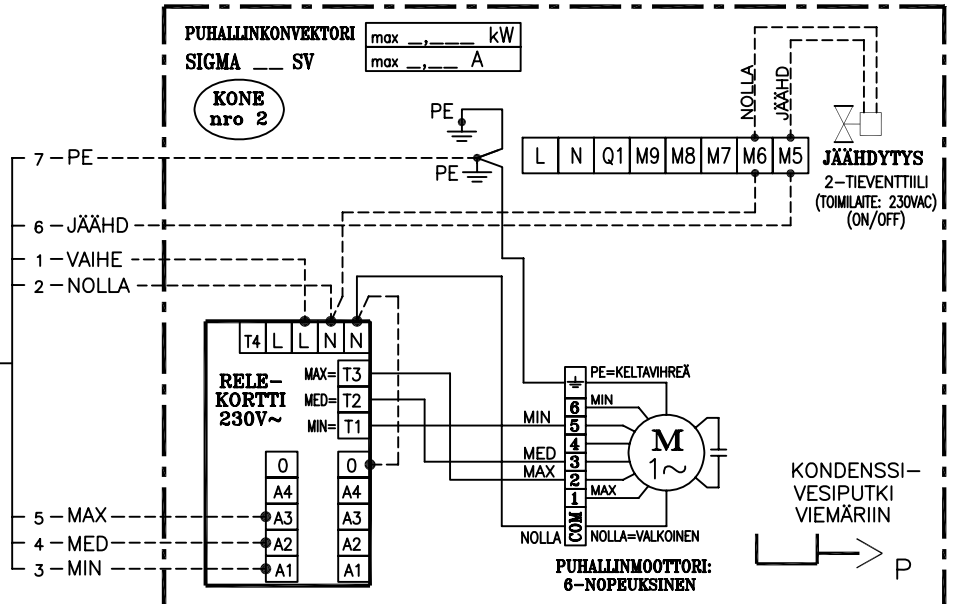 PUHALLINKONVEKTORI
max _,___ kW
SIGMA __ SV
max _,__ A
KONE
nro 2
PE
NOLLA
JÄÄHD
7 PE
PE
L N Q1 M9 M8 M7 M6 M5
JÄÄHDYTYS
2-TIEVENTTIILI
(TOIMILAITE: 230VAC)
(ON/OFF)
6 JÄÄHD
1 VAIHE
2 NOLLA
T4 L L N N
RELE-
KORTTI
230V~
MAX= T3
MED= T2
MIN= T1
PE=KELTAVIHREÄ
6 MIN
MIN 5
4
MED 3
MAX 2
1 MAX
NOLLA COM NOLLA=VALKOINEN
M
1~
0 0
A4 A4
5 MAX A3 A3
4 MED A2 A2
3 MIN A1 A1
PUHALLINMOOTTORI:
6-NOPEUKSINEN
KONDENSSI-
VESIPUTKI
VIEMÄRIIN
P